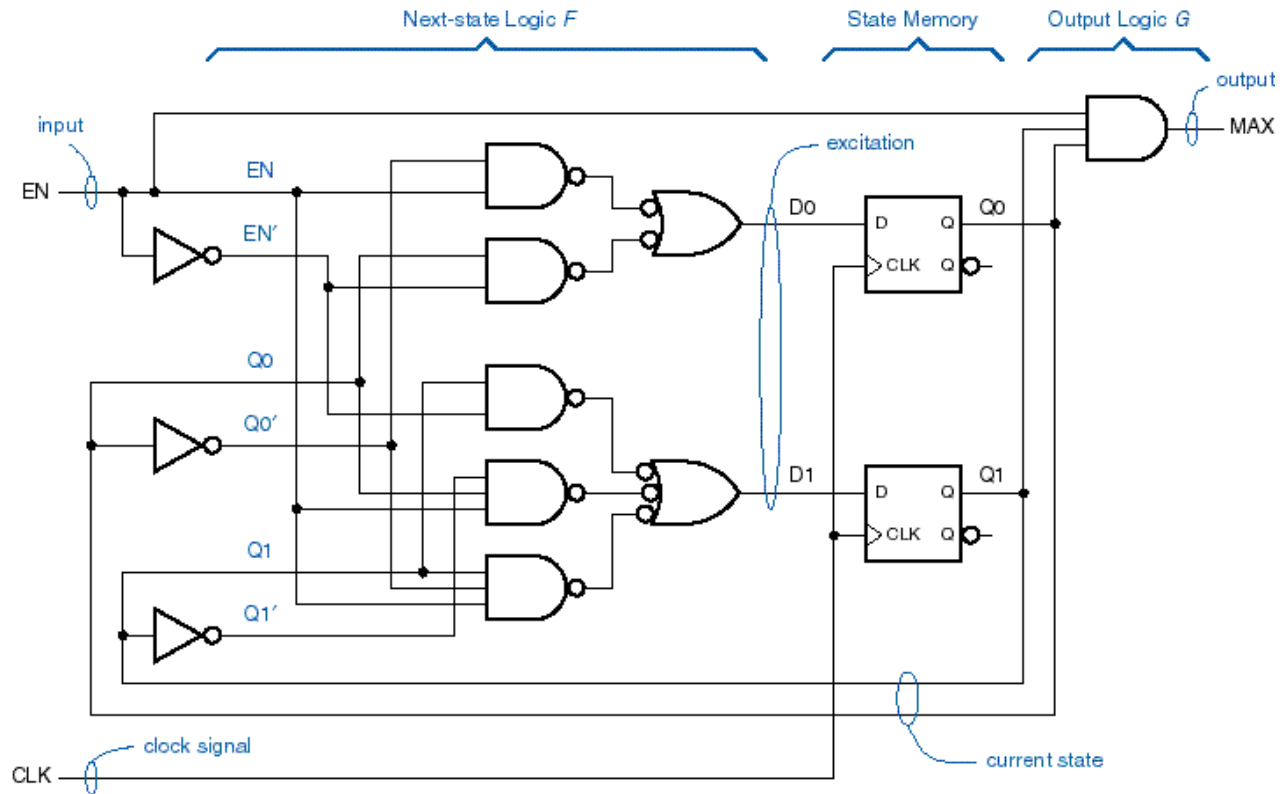 Next-state Logic F
State Memory
Output Logic G
output
input
EN
MAX
excitation
EN
D0
Q0
D
Q
EN′
CLK
Q
Q0
Q0′
D1
Q1
D
Q
CLK
Q
Q1
Q1′
clock signal
current state
CLK